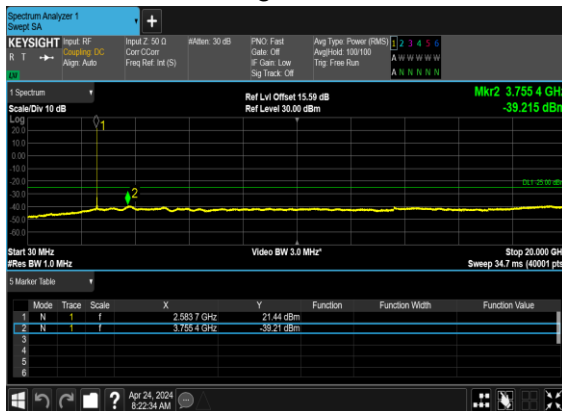 Spectrum Analyzer 1
Swept SA
KEYSIGHT Input: RF Input Z: 50 Ω #Atten: 30 dB PNO: Fast Avg Type: Power (RMS) 1 2 3 4 5 6
R T Coupling: DC Corr CCorr Gate: Off Avg|Hold: 100/100 A W W W W W
Align: Auto Freq Ref: Int (S) IF Gain: Low Trig: Free Run
LXI Sig Track: Off A N N N N N
1 Spectrum Ref Lvl Offset 15.59 dB Mkr2 3.755 4 GHz
Scale/Div 10 dB Ref Level 30.00 dBm -39.215 dBm
Log
20.0
10.0
0.00
-10.0
-20.0
-30.0
-40.0
-50.0
-60.0
1
2
Start 30 MHz Video BW 3.0 MHz* Stop 20.000 GHz
#Res BW 1.0 MHz Sweep 34.7 ms (40001 pts)
5 Marker Table
Mode Trace Scale X Y Function Function Width Function Value
1 N 1 f 2.583 7 GHz 21.44 dBm
2 N 1 f 3.755 4 GHz -39.21 dBm
3
4
5
6
Apr 24, 2024
8:22:34 AM